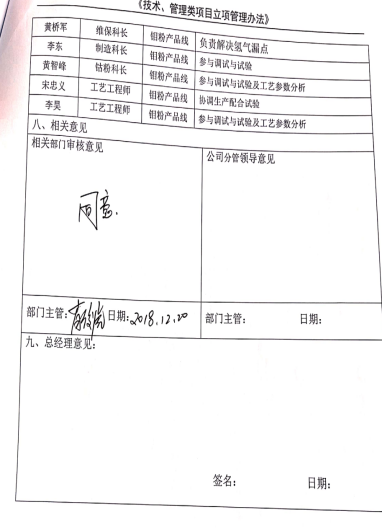 《技术、管理类项目立项管理办法》
黄桥军 维保科长 钼粉产品线 负责解决氢气漏点
李东 制造科长 钼粉产品线 参与调试与试验
黄智峰 钴粉科长 钼粉产品线 参与调试与试验及工艺参数分析
宋忠义 工艺工程师 钼粉产品线 协调生产配合试验
李昊 工艺工程师 钼粉产品线 参与调试与试验及工艺参数分析
八、相关意见
相关部门审核意见 公司分管领导意见
同意.
部门主管: 日期:2018.12.20 部门主管: 日期:
九、总经理意见:
签名: 日期: